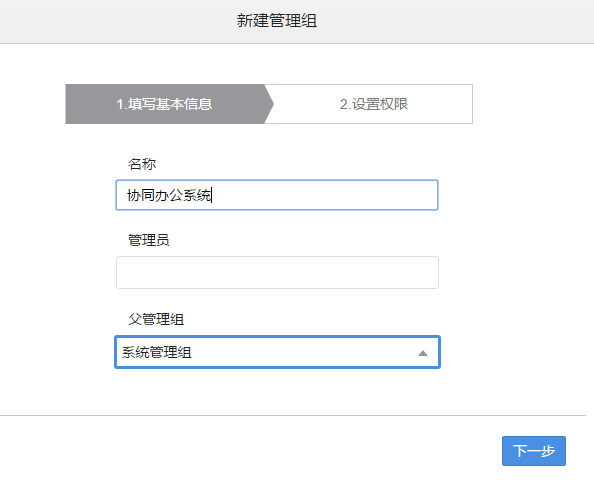 新建管理组
1.填写基本信息
2.设置权限
名称
协同办公系统
管理员
父管理组
系统管理组
下一步